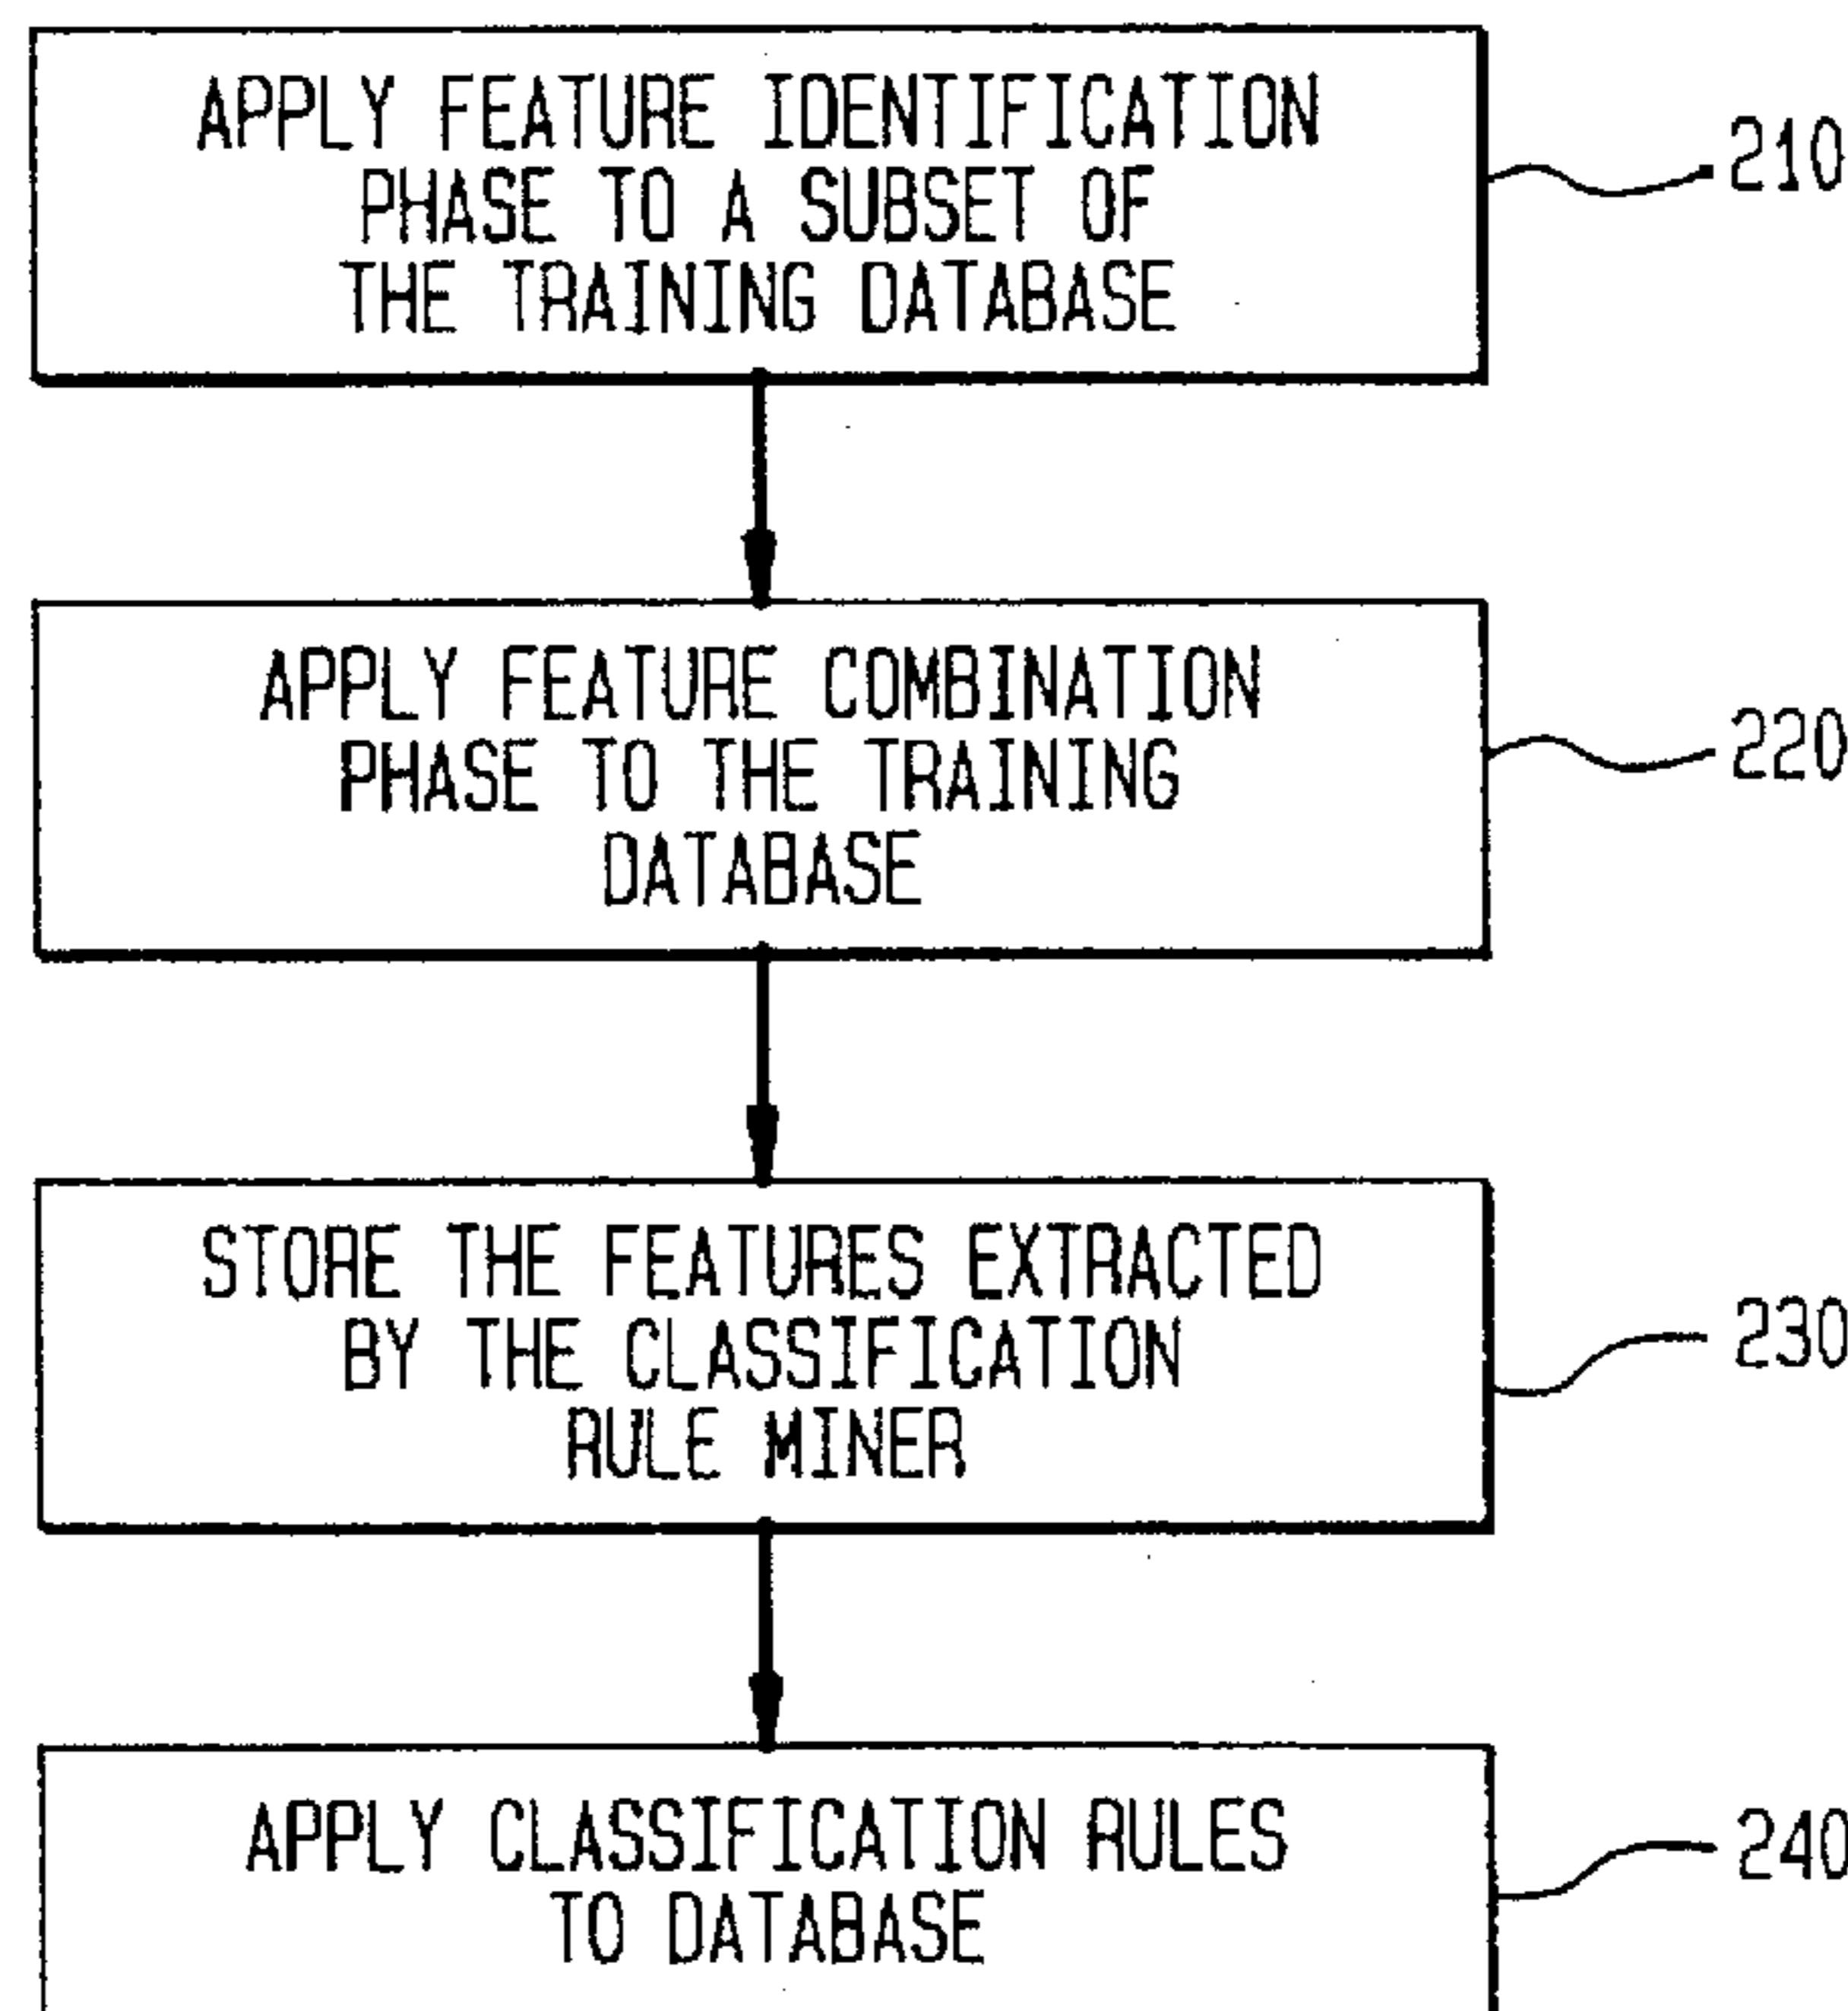 APPLY FEATURE IDENTIFICATION
PHASE TO A SUBSET OF
THE TRAINING DATABASE
210
APPLY FEATURE COMBINATION
PHASE TO THE TRAINING
DATABASE
220
STORE THE FEATURES EXTRACTED
BY THE CLASSIFICATION
RULE MINER
230
APPLY CLASSIFICATION RULES
TO DATABASE
240